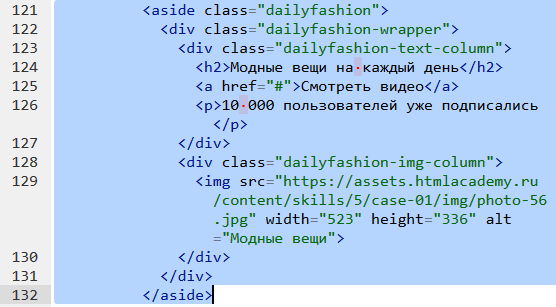 121 <aside class="dailyfashion">
122 <div class="dailyfashion-wrapper">
123 <div class="dailyfashion-text-column">
124 <h2>Модные вещи на·каждый день</h2>
125 <a href="#">Смотреть видео</a>
126 <p>10·000 пользователей уже подписались
</p>
127 </div>
128 <div class="dailyfashion-img-column">
129 <img src="https://assets.htmlacademy.ru
/content/skills/5/case-01/img/photo-56
.jpg" width="523" height="336" alt
="Модные вещи">
130 </div>
131 </div>
132 </aside>